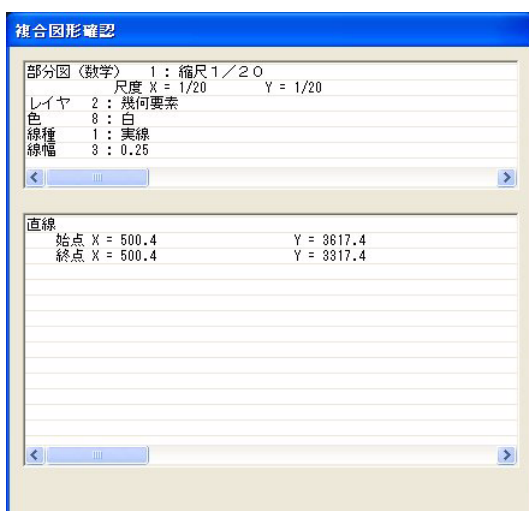 複合図形確認
部分図（数学） 1 : 縮尺１／２０
尺度 X = 1/20 Y = 1/20
レイヤ 2 : 幾何要素
色 8 : 白
線種 1 : 実線
線幅 3 : 0.25
直線
始点 X = 500.4 Y = 3617.4
終点 X = 500.4 Y = 3317.4